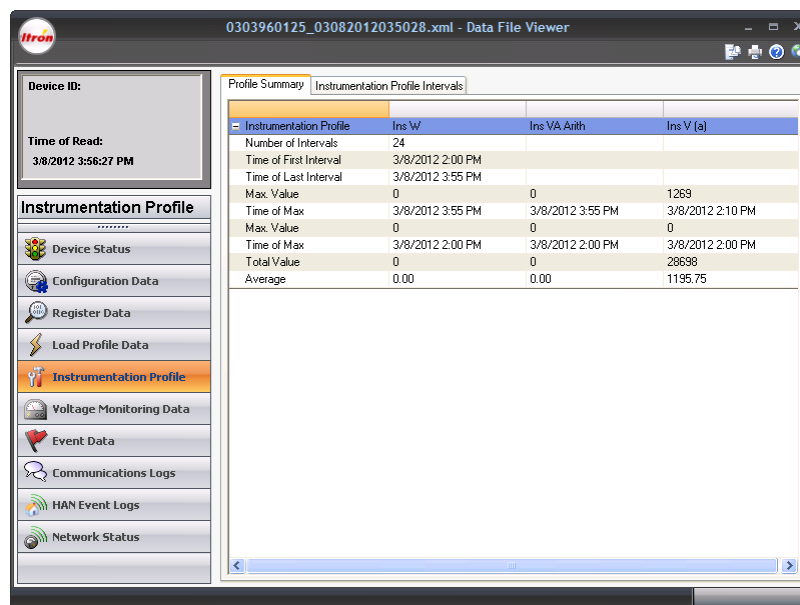 Itron
0303960125_03082012035028.xml - Data File Viewer
Device ID:
Time of Read:
3/8/2012 3:56:27 PM
Instrumentation Profile
Device Status
Configuration Data
Register Data
Load Profile Data
Instrumentation Profile
Voltage Monitoring Data
Event Data
Communications Logs
HAN Event Logs
Network Status
Profile Summary Instrumentation Profile Intervals
Instrumentation Profile Ins W Ins VA Arith Ins V (a)
Number of Intervals 24
Time of First Interval 3/8/2012 2:00 PM
Time of Last Interval 3/8/2012 3:55 PM
Max. Value 0 0 1269
Time of Max 3/8/2012 3:55 PM 3/8/2012 3:55 PM 3/8/2012 2:10 PM
Max. Value 0 0 0
Time of Max 3/8/2012 2:00 PM 3/8/2012 2:00 PM 3/8/2012 2:00 PM
Total Value 0 0 28698
Average 0.00 0.00 1195.75